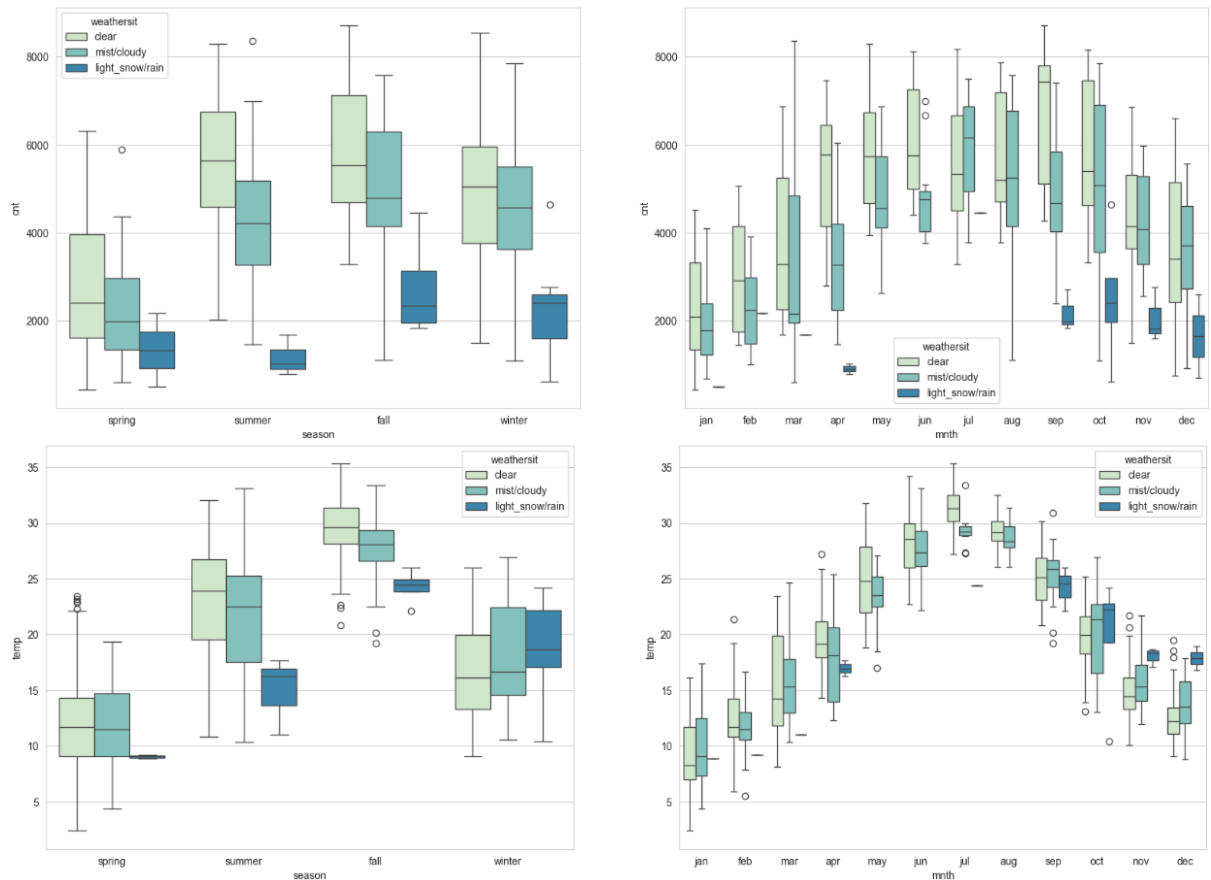 weathersit
clear
mist/cloudy
light_snow/rain
8000
6000
4000
2000
cnt
spring summer fall winter
season
8000
6000
4000
2000
cnt
weathersit
clear
mist/cloudy
light_snow/rain
jan feb mar apr may jun jul aug sep oct nov dec
mnth
weathersit
clear
mist/cloudy
light_snow/rain
35
30
25
20
15
10
5
temp
spring summer fall winter
season
weathersit
clear
mist/cloudy
light_snow/rain
35
30
25
20
15
10
5
temp
jan feb mar apr may jun jul aug sep oct nov dec
mnth